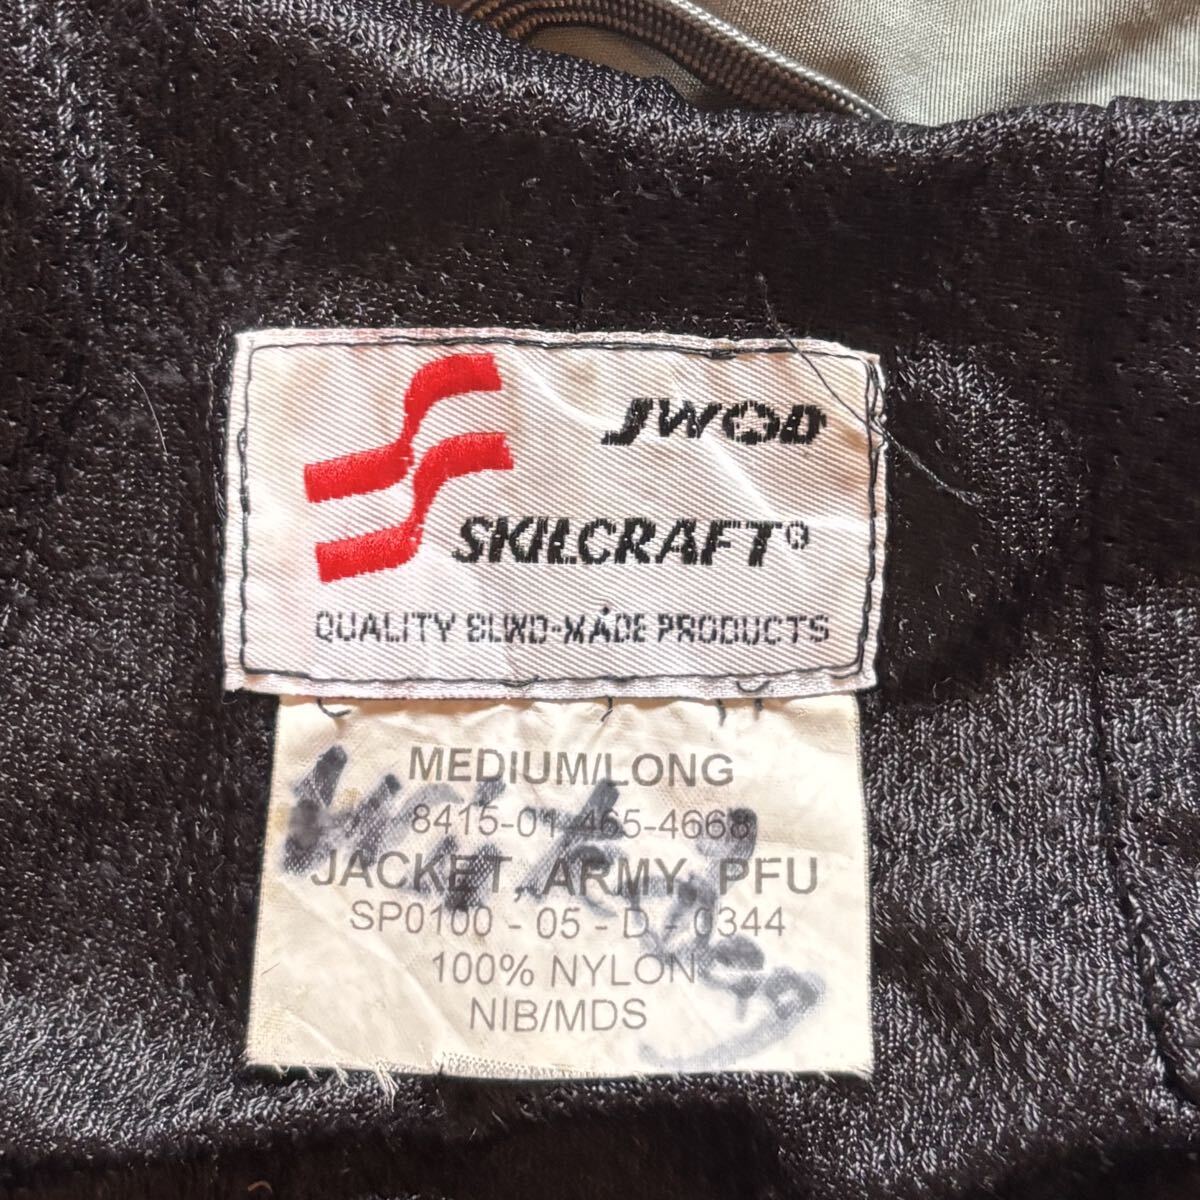 JWOD
SKILCRAFT®
QUALITY BLIND-MADE PRODUCTS
MEDIUM/LONG
8415-01-465-4668
JACKET, ARMY, PFU
SP0100 - 05 - D - 0344
100% NYLON
NIB/MDS